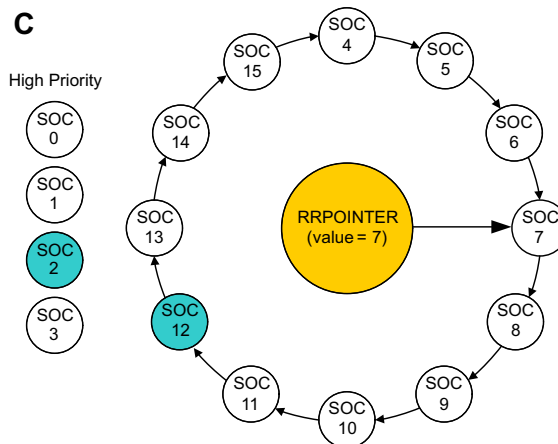 C
High Priority
SOC
0
SOC
1
SOC
2
SOC
3
SOC
4
SOC
5
SOC
6
SOC
7
SOC
8
SOC
9
SOC
10
SOC
11
SOC
12
SOC
13
SOC
14
SOC
15
RRPOINTER
(value = 7)